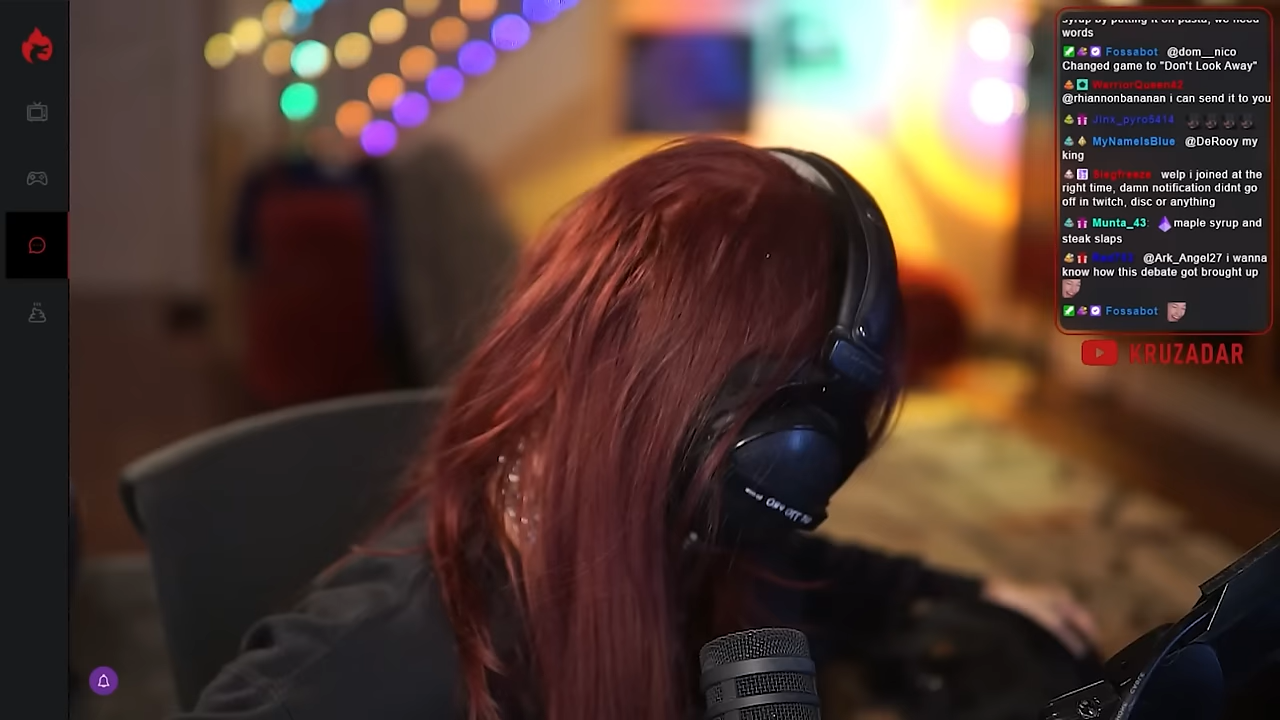 syrup by putting it on pasta, we need
words
Fossabot @dom__nico
Changed game to "Don't Look Away"
WarriorQueen42
@rhiannonbananan i can send it to you
Jinx_pyro5414
MyNameIsBlue @DeRooy my
king
Siegfreeze welp i joined at the
right time, damn notification didnt go
off in twitch, disc or anything
Munta_43: maple syrup and
steak slaps
@Ark_Angel27 i wanna
know how this debate got brought up
Fossabot
KRUZADAR